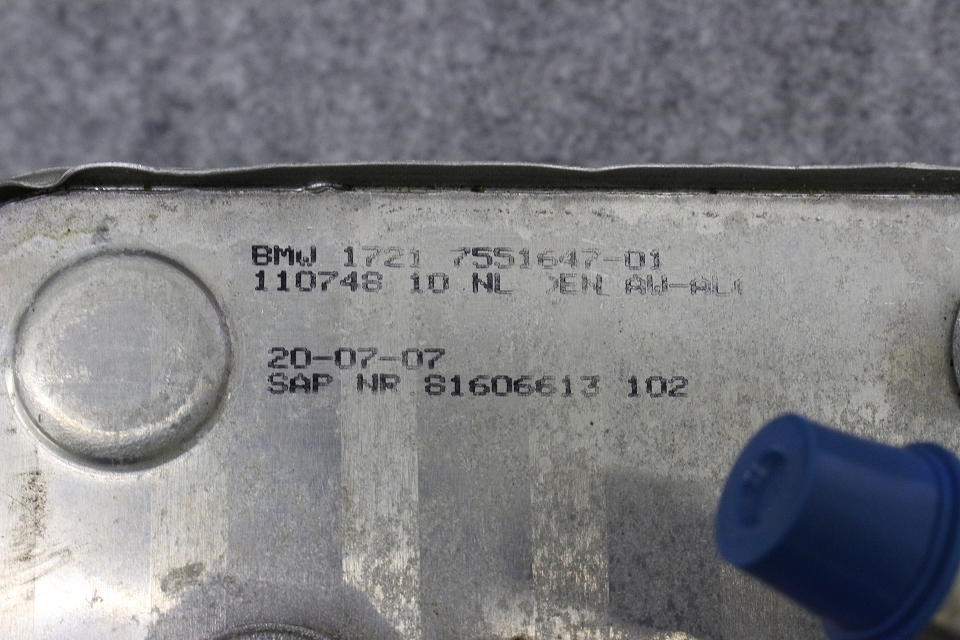 BMW 1721 7551647-01
110748 10 NL
20-07-07
SAP NR 81606613 102